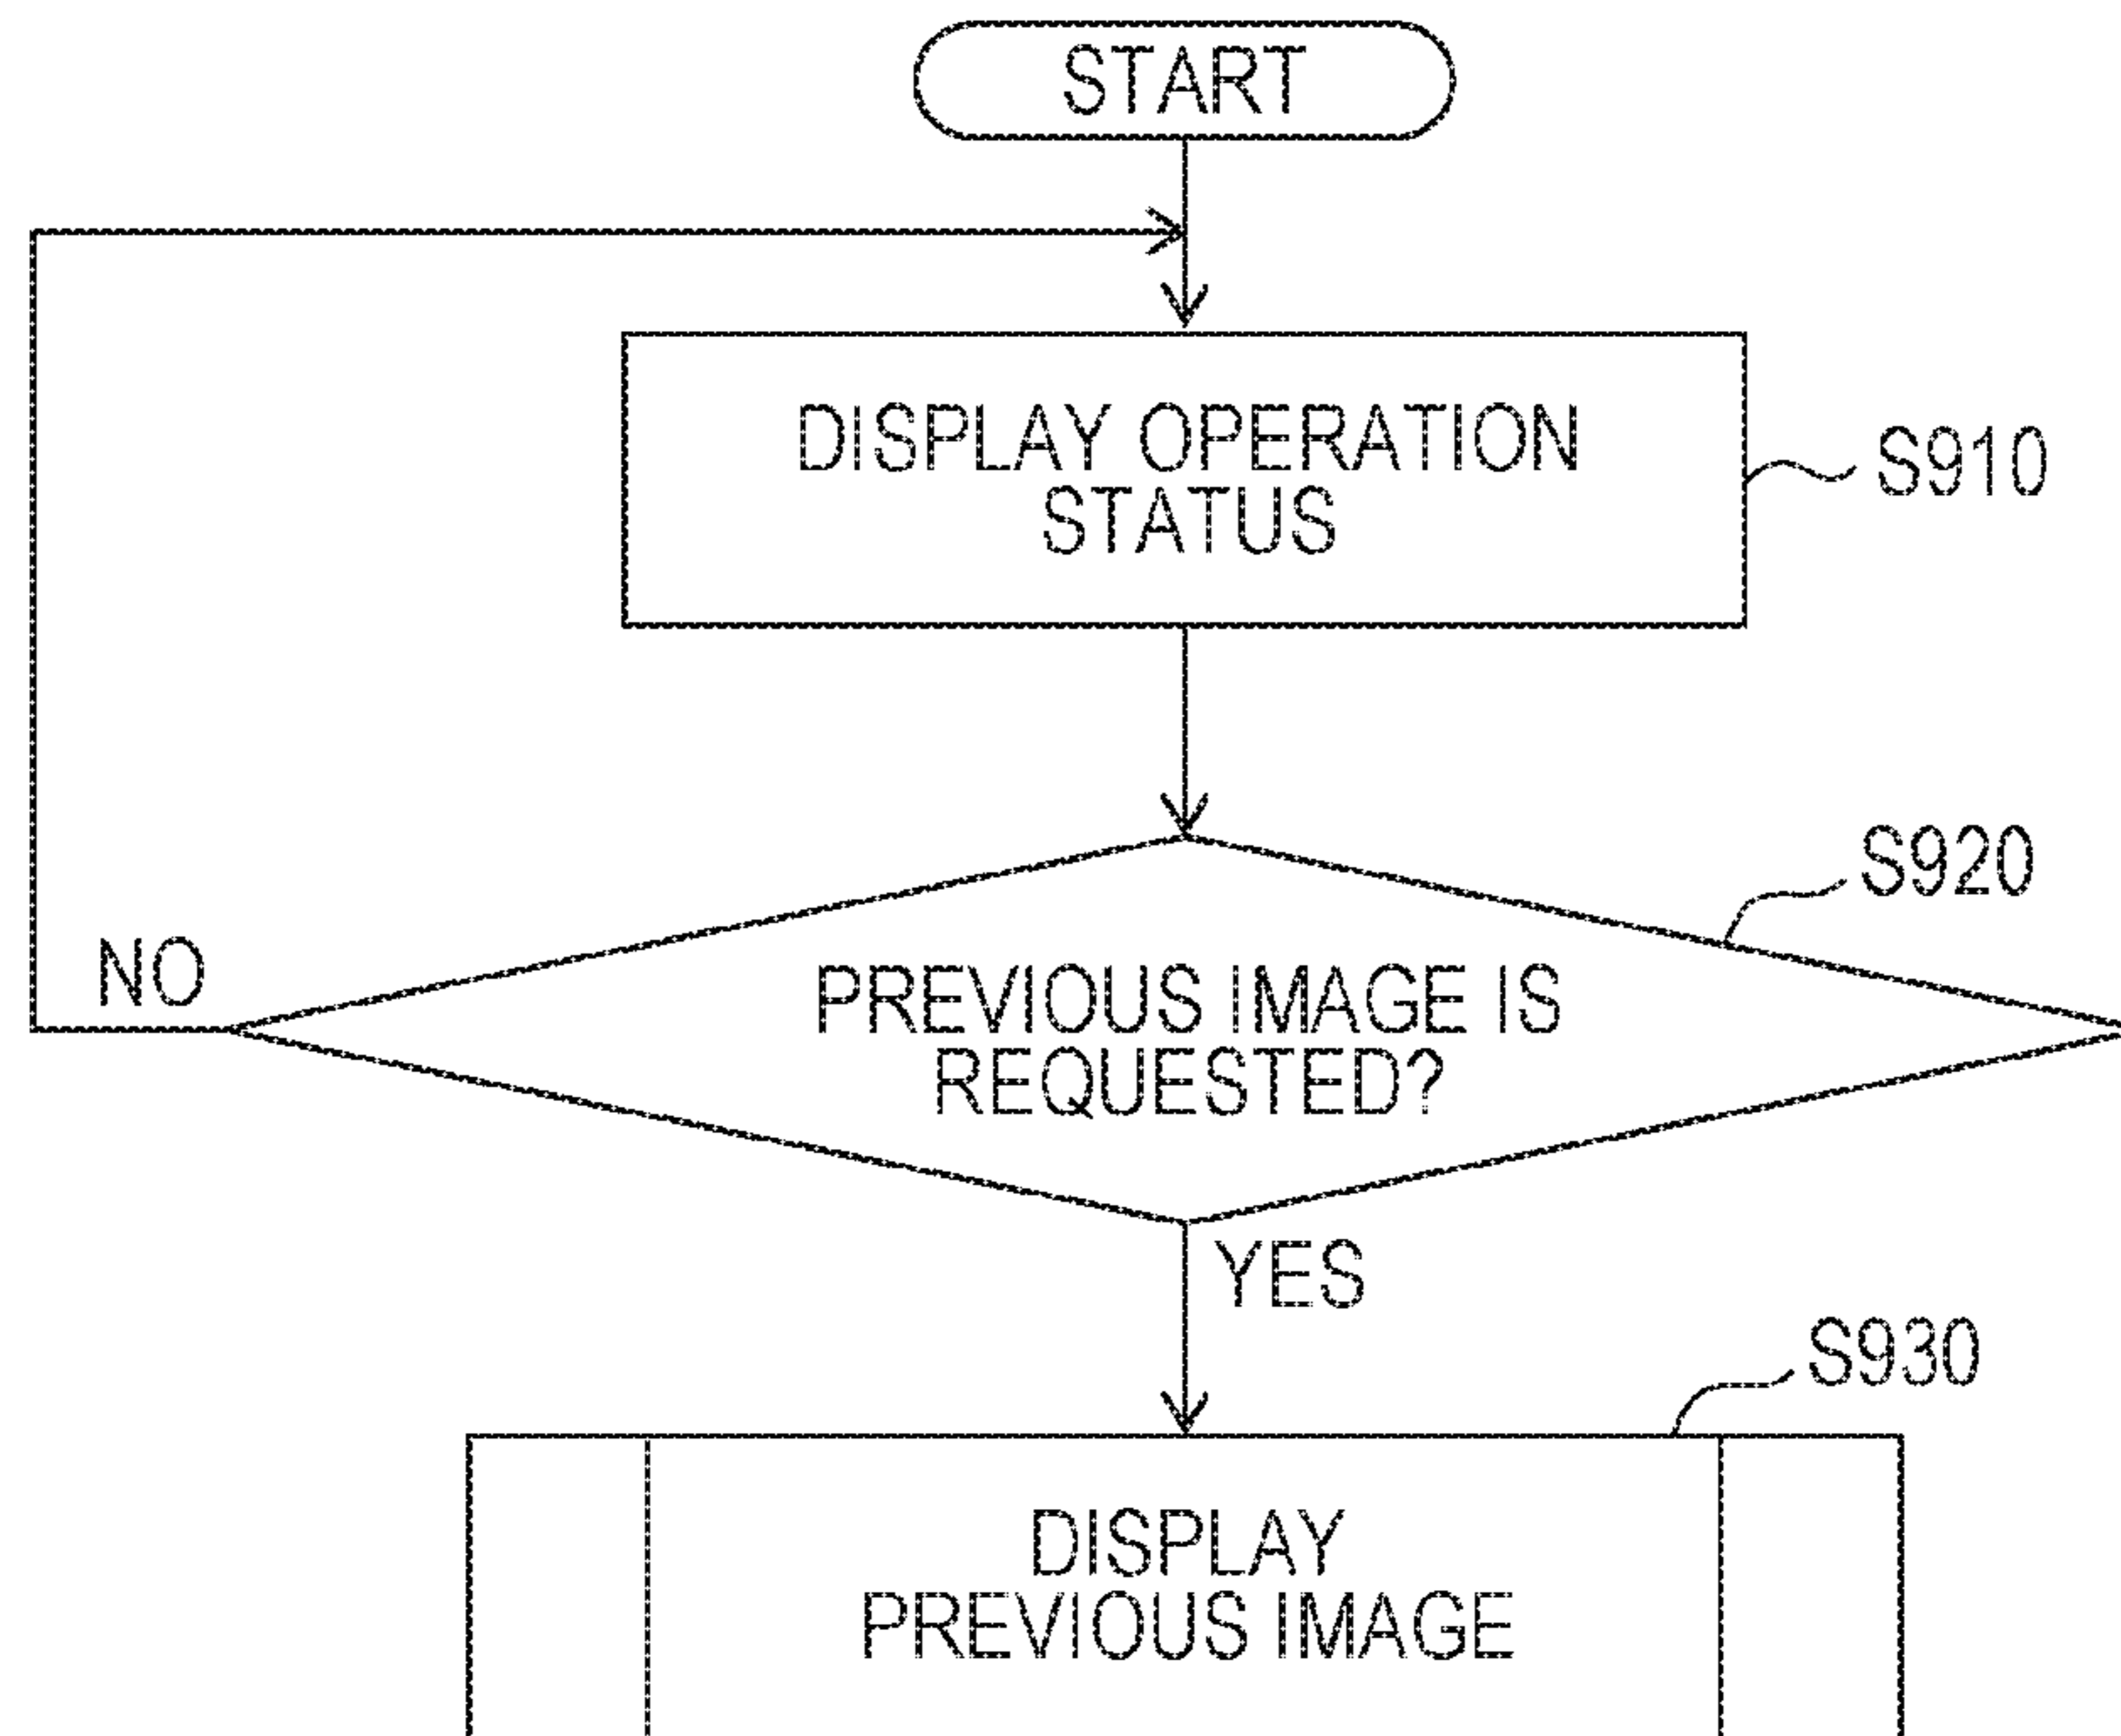 START
DISPLAY OPERATION
STATUS
S910
S920
NO
PREVIOUS IMAGE IS
REQUESTED?
YES
S930
DISPLAY
PREVIOUS IMAGE